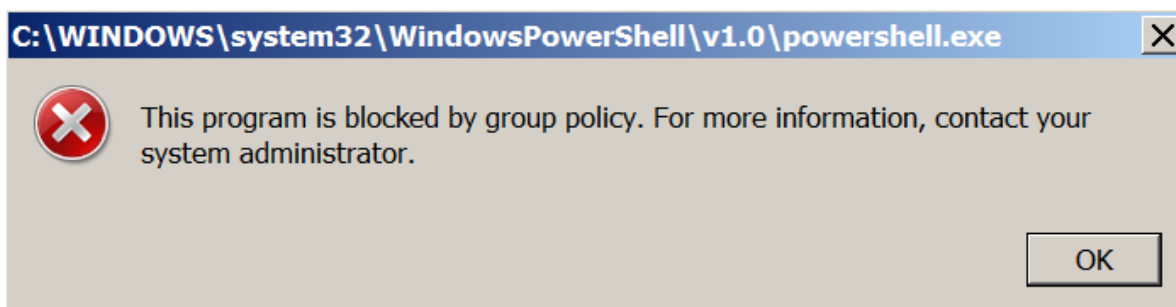 C:\WINDOWS\system32\WindowsPowerShell\v1.0\powershell.exe
This program is blocked by group policy. For more information, contact your
system administrator.
OK